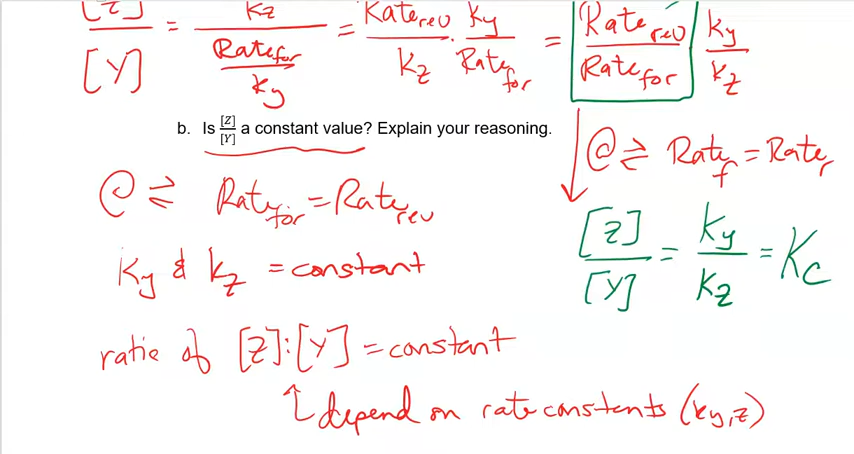 [Z]/[Y] = kz/(Ratefor/ky) = Raterev/kz · ky/Ratefor = Raterev/Ratefor ky/kz
b. Is [Z]/[Y] a constant value? Explain your reasoning.
@ ⇌ Ratef = Rater
@ ⇌ Ratefor = Raterev
[Z]/[Y] = ky/kz = Kc
ky & kz = constant
ratio of [Z]:[Y] = constant
↑ depend on rate constants (ky,z)